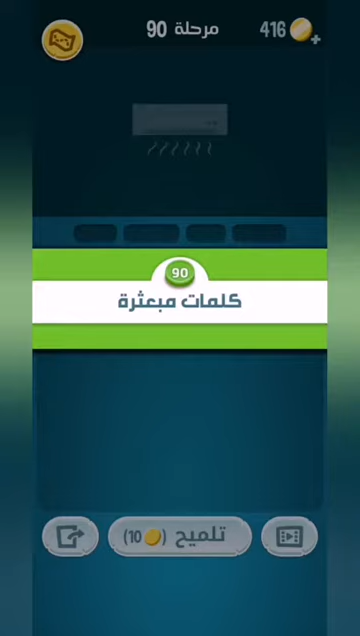 مرحلة 90
416
90
كلمات مبعثرة
تلميح (10)